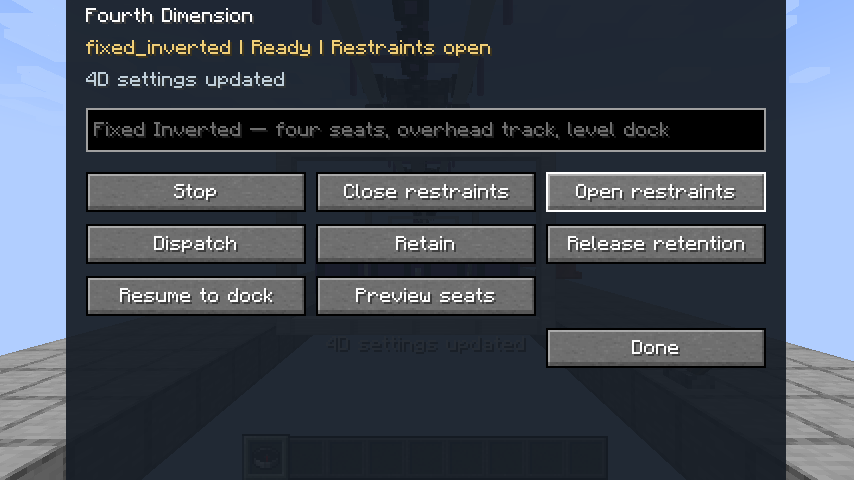 Fourth Dimension
fixed_inverted | Ready | Restraints open
4D settings updated
Fixed Inverted — four seats, overhead track, level dock
Stop
Close restraints
Open restraints
Dispatch
Retain
Release retention
Resume to dock
Preview seats
4D settings updated
Done